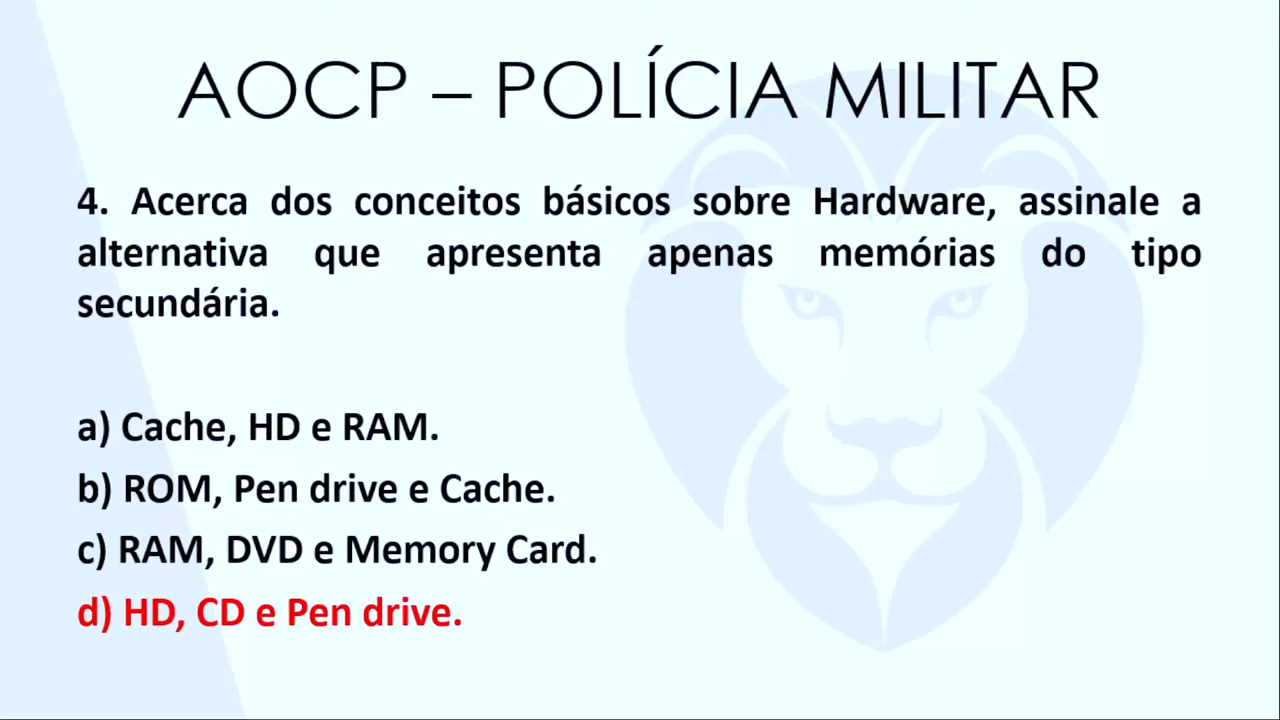 AOCP – POLÍCIA MILITAR
4. Acerca dos conceitos básicos sobre Hardware, assinale a
alternativa que apresenta apenas memórias do tipo
secundária.
a) Cache, HD e RAM.
b) ROM, Pen drive e Cache.
c) RAM, DVD e Memory Card.
d) HD, CD e Pen drive.